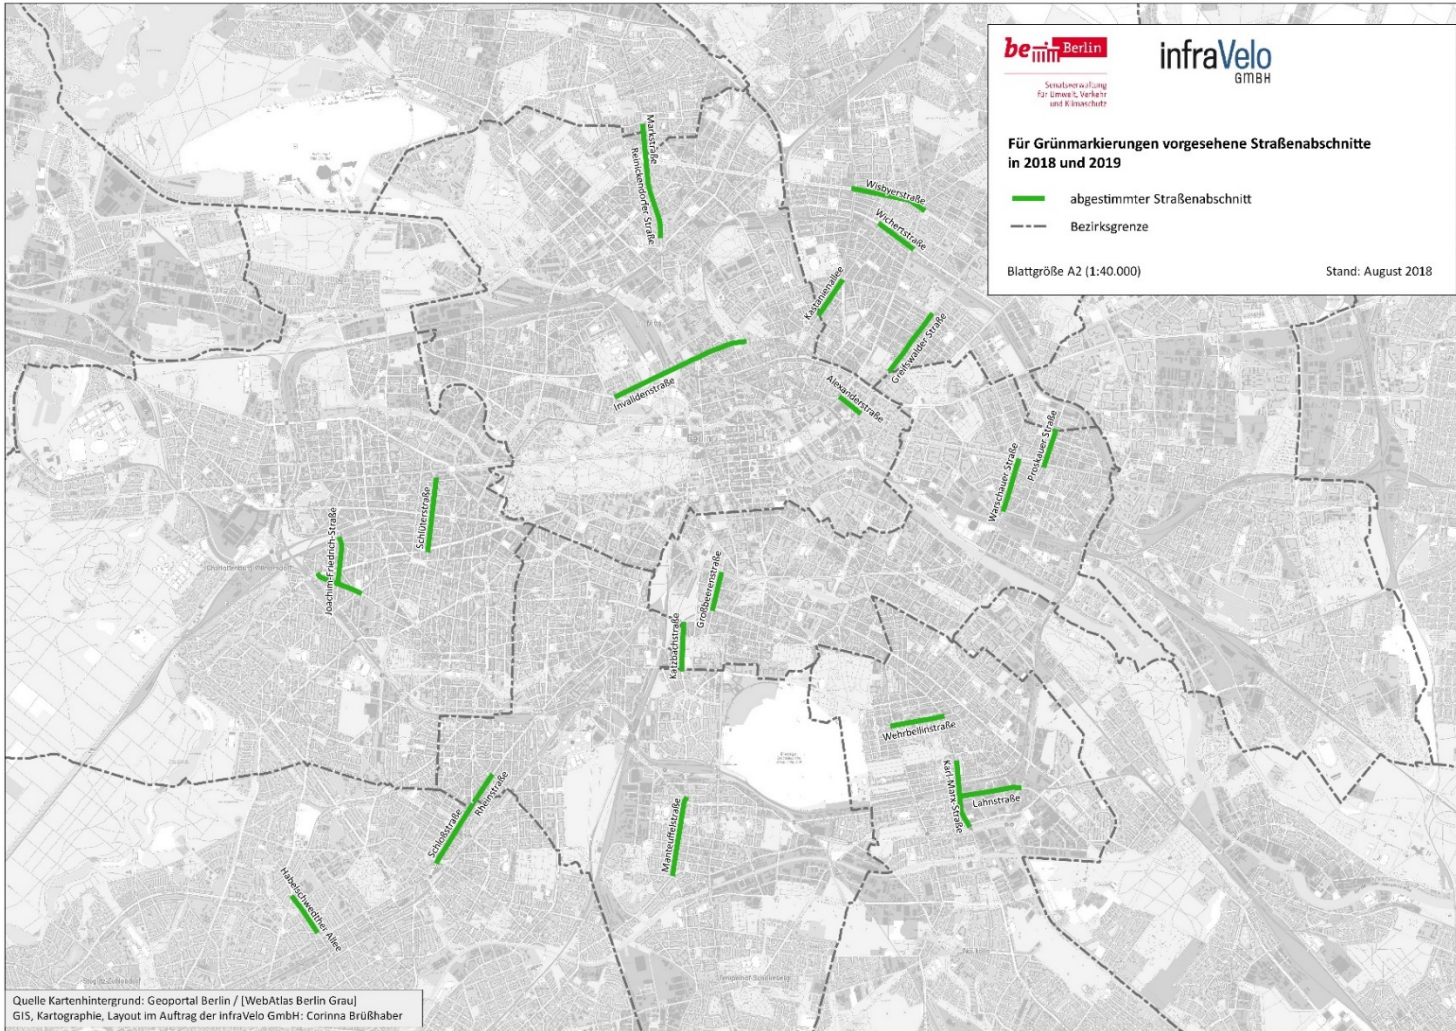 be Berlin
Senatsverwaltung
für Umwelt, Verkehr
und Klimaschutz
infraVelo
GMBH
Für Grünmarkierungen vorgesehene Straßenabschnitte
in 2018 und 2019
abgestimmter Straßenabschnitt
Bezirksgrenze
Blattgröße A2 (1:40.000)
Stand: August 2018
Markstraße
Reinickendorfer Straße
Wisbyerstraße
Wichertstraße
Kastanienallee
Greifswalder Straße
Invalidenstraße
Alexanderstraße
Proskauer Straße
Warschauer Straße
Schlüterstraße
Joachim-Friedrich-Straße
Großbeerenstraße
Katzbachstraße
Wehrbellinstraße
Karl-Marx-Straße
Lahnstraße
Rheinstraße
Schloßstraße
Manteuffelstraße
Habelschwedther Allee
Quelle Kartenhintergrund: Geoportal Berlin / [WebAtlas Berlin Grau]
GIS, Kartographie, Layout im Auftrag der infraVelo GmbH: Corinna Brüßhaber